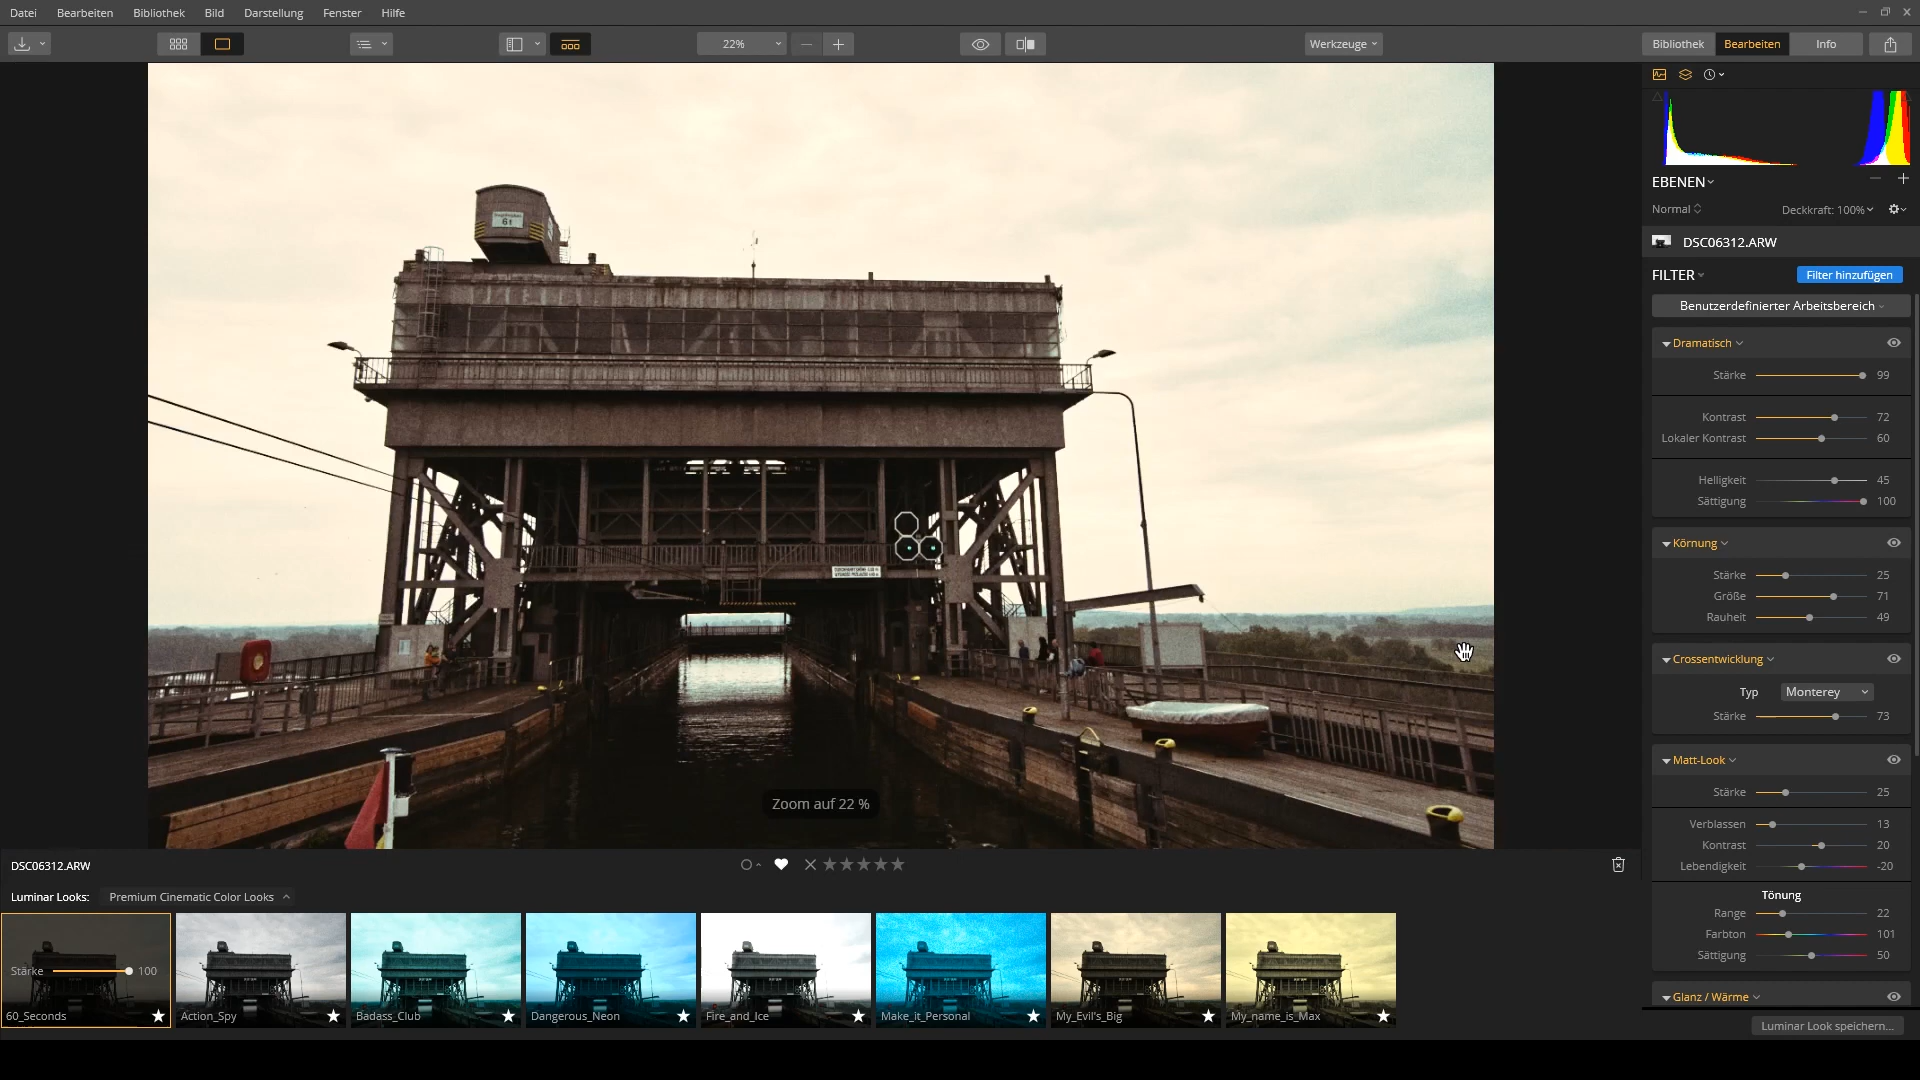 Datei Bearbeiten Bibliothek Bild Darstellung Fenster Hilfe
22% Werkzeuge Bibliothek Bearbeiten Info
EBENEN
Normal Deckkraft: 100%
DSC06312.ARW
FILTER Filter hinzufügen
Benutzerdefinierter Arbeitsbereich
Dramatisch
Stärke 99
Kontrast 72
Lokaler Kontrast 60
Helligkeit 45
Sättigung 100
Körnung
Stärke 25
Größe 71
Rauheit 49
Crossentwicklung
Typ Monterey
Stärke 73
Matt-Look
Stärke 25
Verblassen 13
Kontrast 20
Lebendigkeit -20
Tönung
Range 22
Farbton 101
Sättigung 50
Glanz / Wärme
Luminar Look speichern...
6t
Zoom auf 22 %
DSC06312.ARW
Luminar Looks: Premium Cinematic Color Looks
Stärke 100
60_Seconds Action_Spy Badass_Club Dangerous_Neon Fire_and_Ice Make_it_Personal My_Evil's_Big My_name_is_Max